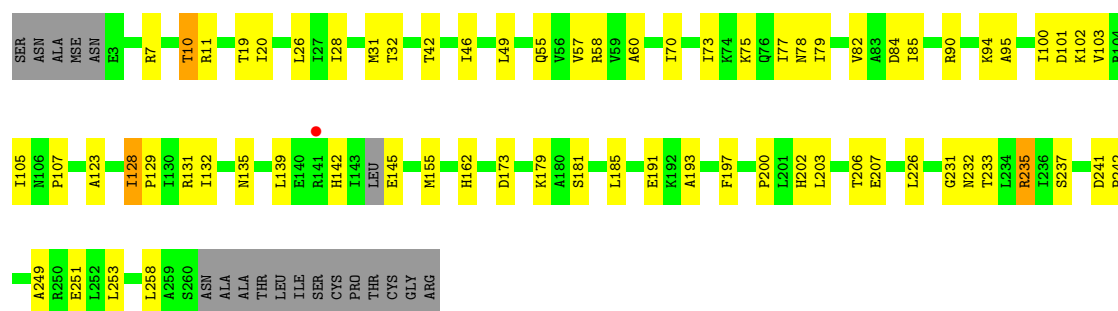 SER ASN ALA MSE ASN E3 R7 T10 R11 T19 I20 L26 I27 I28 M31 T32 T42 I46 L49 Q55 V56 V57 R58 V59 A60 I70 I73 K74 K75 Q76 I77 N78 I79 V82 A83 D84 I85 R90 K94 A95 I100 D101 K102 V103 R104
I105 N106 P107 A123 I128 P129 I130 R131 I132 N135 L139 E140 R141 H142 I143 LEU E145 M155 H162 D173 K179 A180 S181 L185 E191 K192 A193 F197 P200 L201 H202 L203 T206 E207 L226 G231 N232 T233 L234 R235 I236 S237 D241
A249 R250 E251 L252 L253 L258 A259 S260 ASN ALA ALA THR LEU ILE SER CYS PRO THR CYS GLY ARG